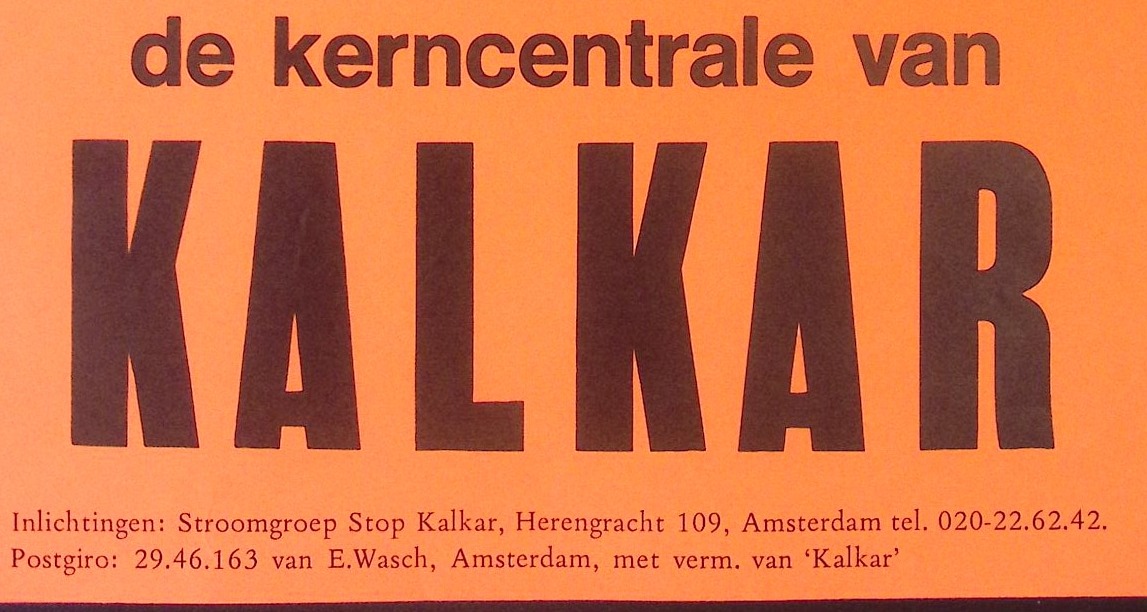 de kerncentrale van
KALKAR
Inlichtingen: Stroomgroep Stop Kalkar, Herengracht 109, Amsterdam tel. 020-22.62.42.
Postgiro: 29.46.163 van E.Wasch, Amsterdam, met verm. van ‘Kalkar’